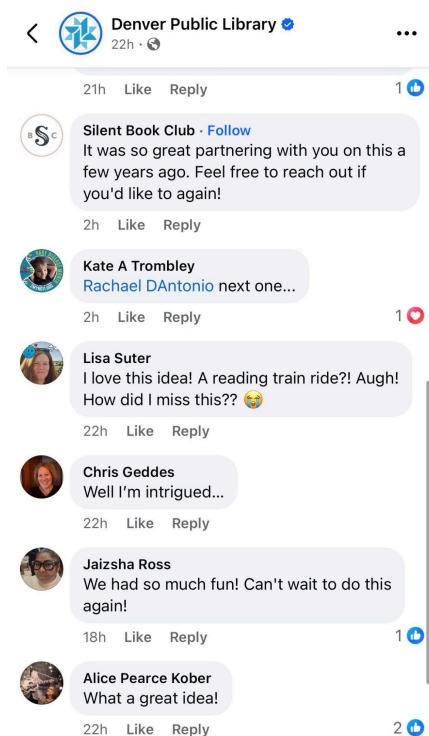 Denver Public Library
22h ·
21h Like Reply 1
BSC
Silent Book Club · Follow
It was so great partnering with you on this a
few years ago. Feel free to reach out if
you'd like to again!
2h Like Reply
Kate A Trombley
Rachael DAntonio next one...
2h Like Reply 1
Lisa Suter
I love this idea! A reading train ride?! Augh!
How did I miss this?? 😭
22h Like Reply
Chris Geddes
Well I'm intrigued...
22h Like Reply
Jaizsha Ross
We had so much fun! Can't wait to do this
again!
18h Like Reply 1
Alice Pearce Kober
What a great idea!
22h Like Reply 2